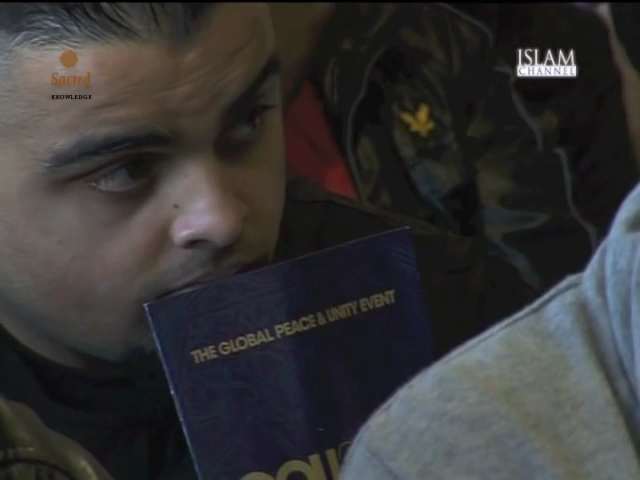 Sacred
KNOWLEDGE
ISLAM
CHANNEL
THE GLOBAL PEACE & UNITY EVENT